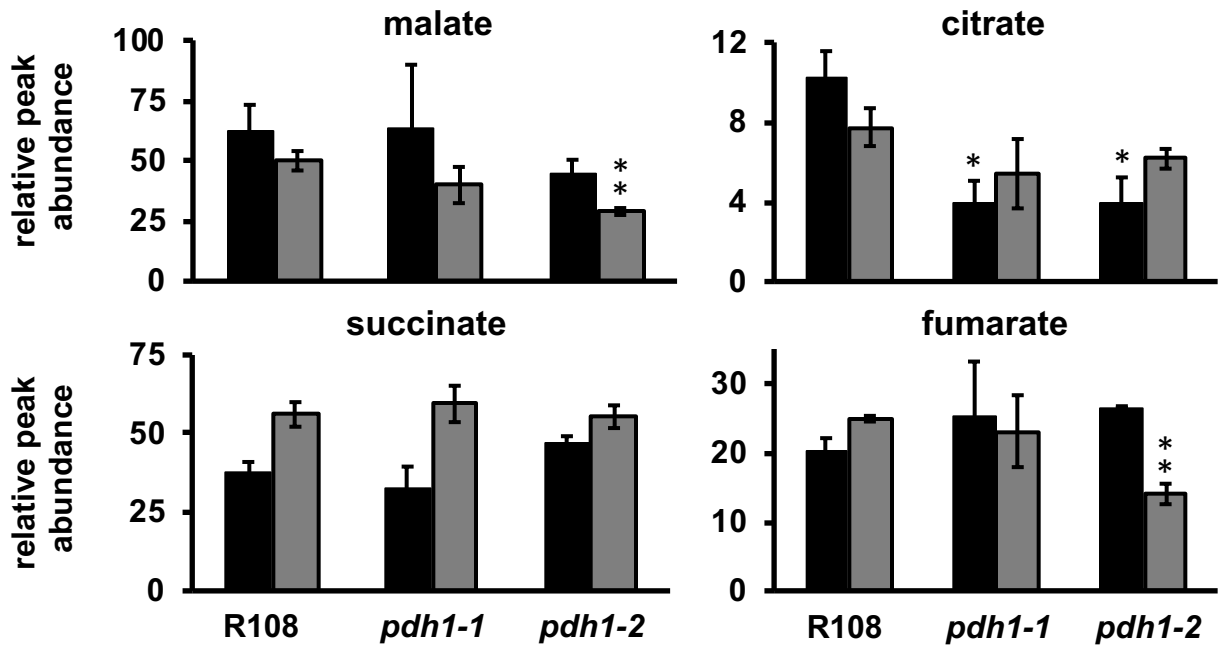 malate
citrate
relative peak
abundance
100
75
50
25
0
*
*
12
8
4
0
*
*
succinate
fumarate
relative peak
abundance
75
50
25
0
30
20
10
0
*
*
R108
pdh1-1
pdh1-2
R108
pdh1-1
pdh1-2